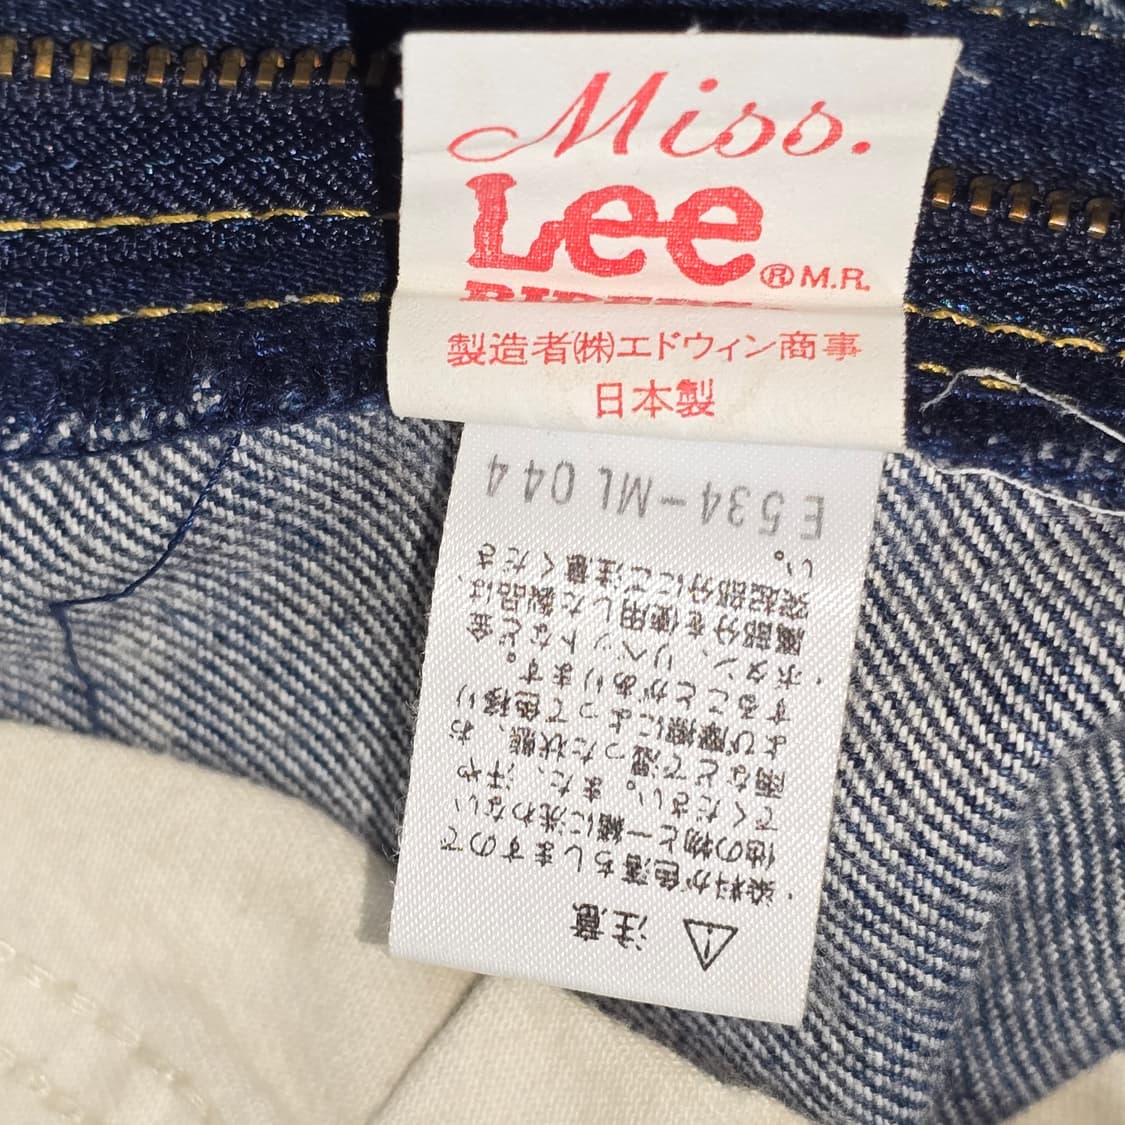 Miss.
Lee
® M.R.
RIDERS
製造者(株)エドウィン商事
日本製
⚠ 注意
・染料が色落ちしますので
他の物と一緒に洗わない
でください。また、汗や
雨などで湿った状態、お
よび摩擦によって色移り
することがあります。
・ボタン、リベットなどと金
属部分を使用した製品は、
突起部分にご注意くださ
い。
E534-ML044